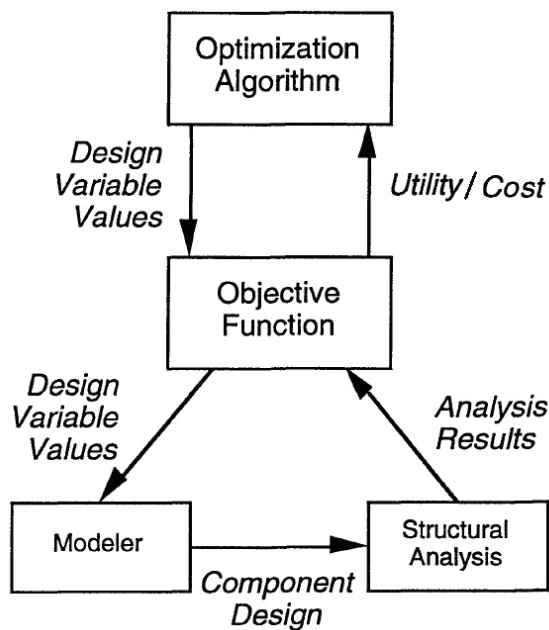 Optimization
Algorithm
Design
Variable
Values
Utility/Cost
Objective
Function
Design
Variable
Values
Analysis
Results
Modeler
Structural
Analysis
Component
Design